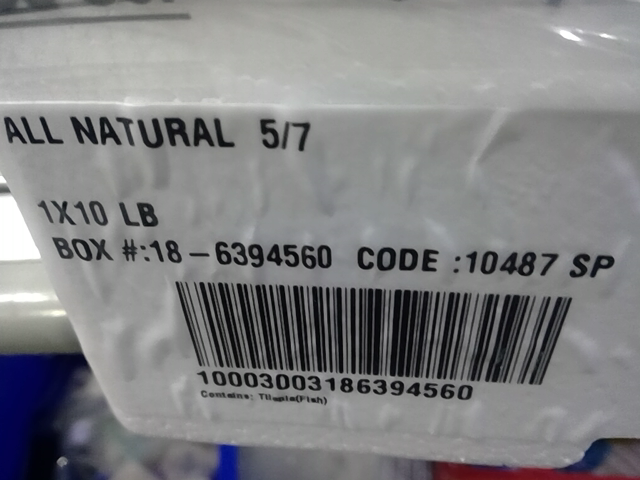 ALL NATURAL 5/7
1X10 LB
BOX #:18-6394560 CODE :10487 SP
10003003186394560
Contains: Tilapia(Fish)